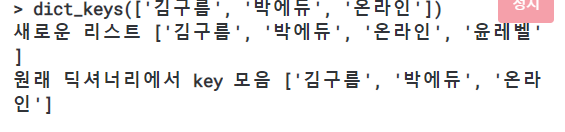 정지
> dict_keys(['김구름', '박에듀', '온라인'])
새로운 리스트 ['김구름', '박에듀', '온라인', '윤레벨'
]
원래 딕셔너리에서 key 모음 ['김구름', '박에듀', '온라
인']